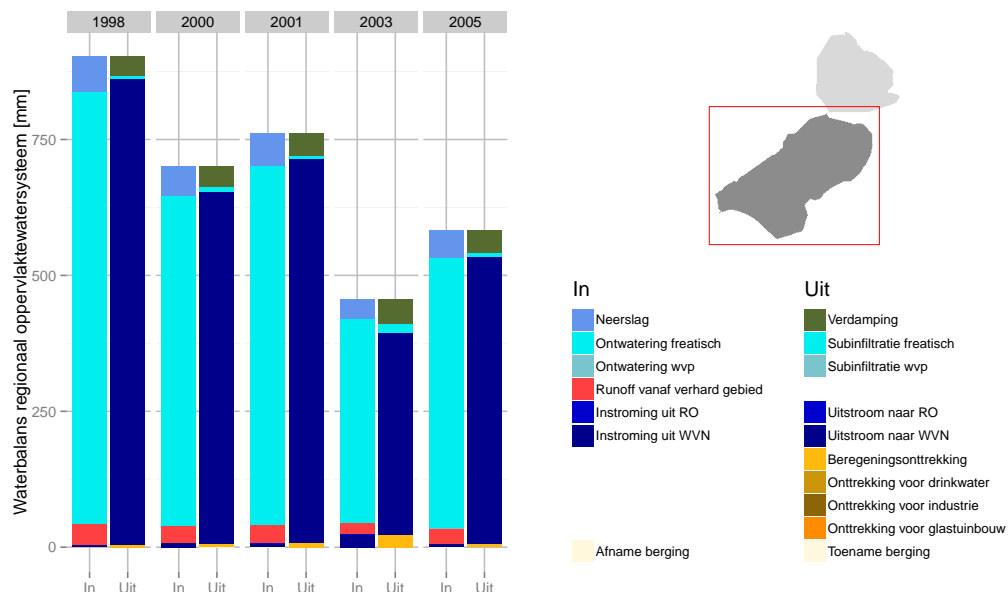 1998 2000 2001 2003 2005
Waterbalans regionaal oppervlaktewatersysteem [mm]
750
500
250
0
In Uit In Uit In Uit In Uit In Uit
In
Neerslag
Ontwatering freatisch
Ontwatering wvp
Runoff vanaf verhard gebied
Instroming uit RO
Instroming uit WVN
Afname berging
Uit
Verdamping
Subinfiltratie freatisch
Subinfiltratie wvp
Uitstroom naar RO
Uitstroom naar WVN
Beregeningsonttrekking
Onttrekking voor drinkwater
Onttrekking voor industrie
Onttrekking voor glastuinbouw
Toename berging